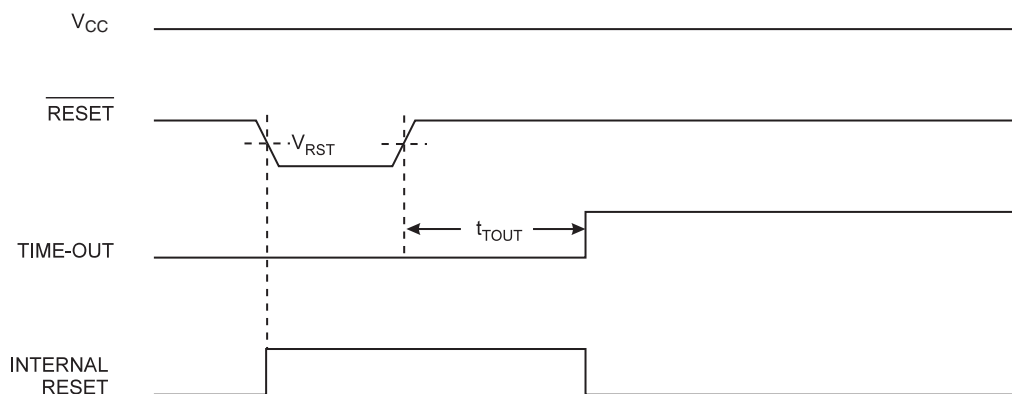 VCC
RESET
VRST
tTOUT
TIME-OUT
INTERNAL
RESET